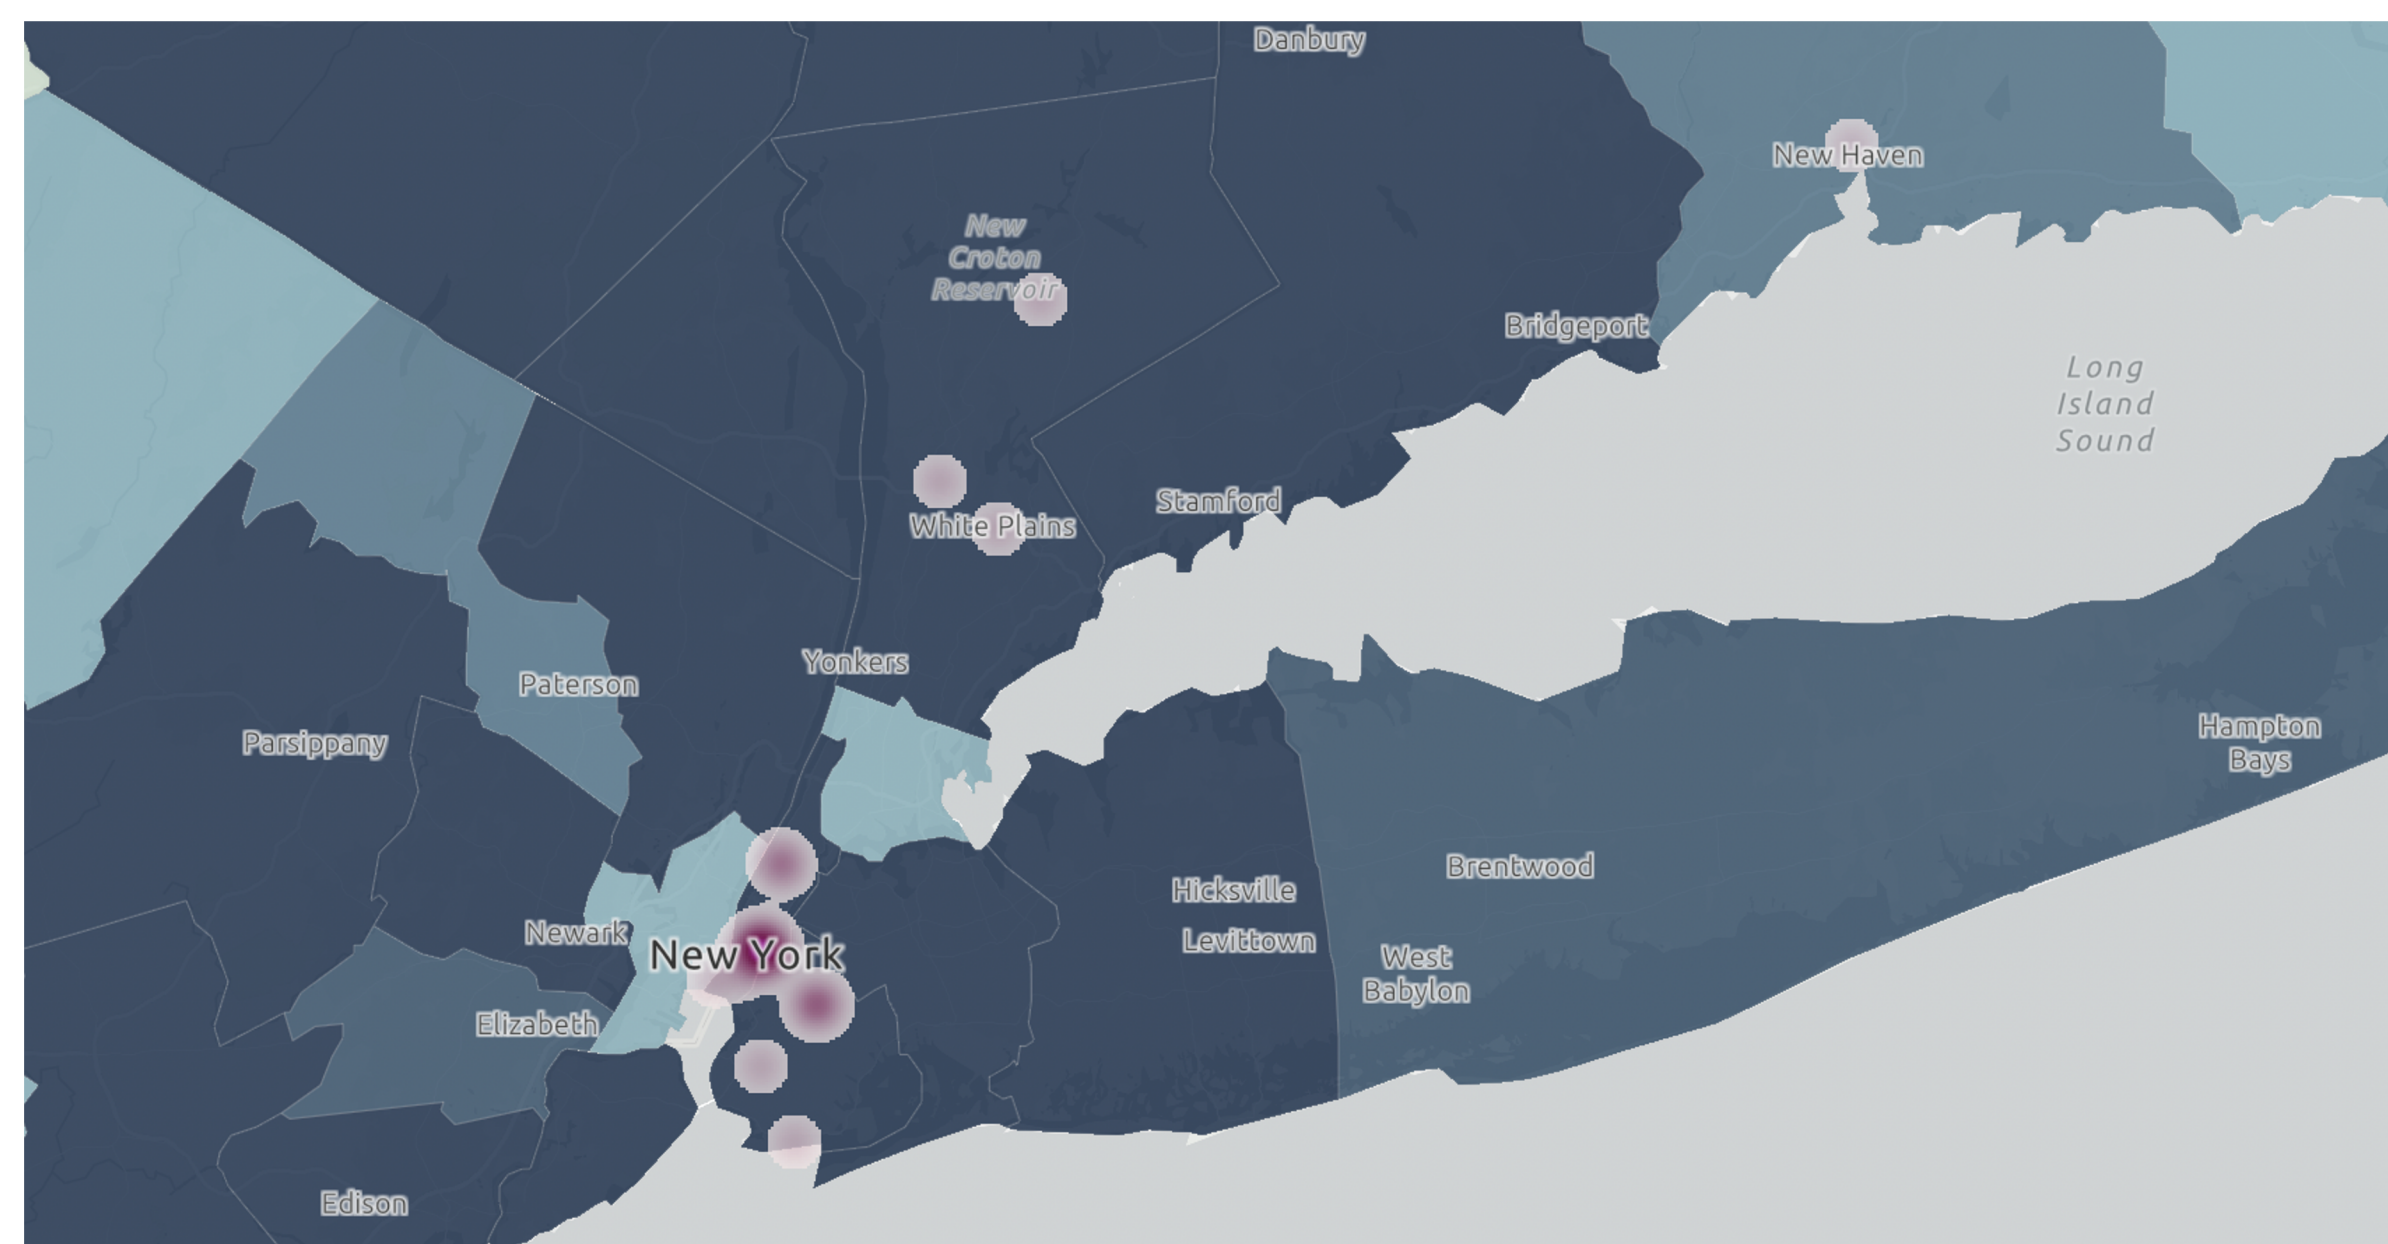 Danbury
New Haven
New
Croton
Reservoir
Bridgeport
Long
Island
Sound
Stamford
White Plains
Yonkers
Paterson
Parsippany
Hampton
Bays
Brentwood
Hicksville
Newark
Levittown
New York
West
Babylon
Elizabeth
Edison